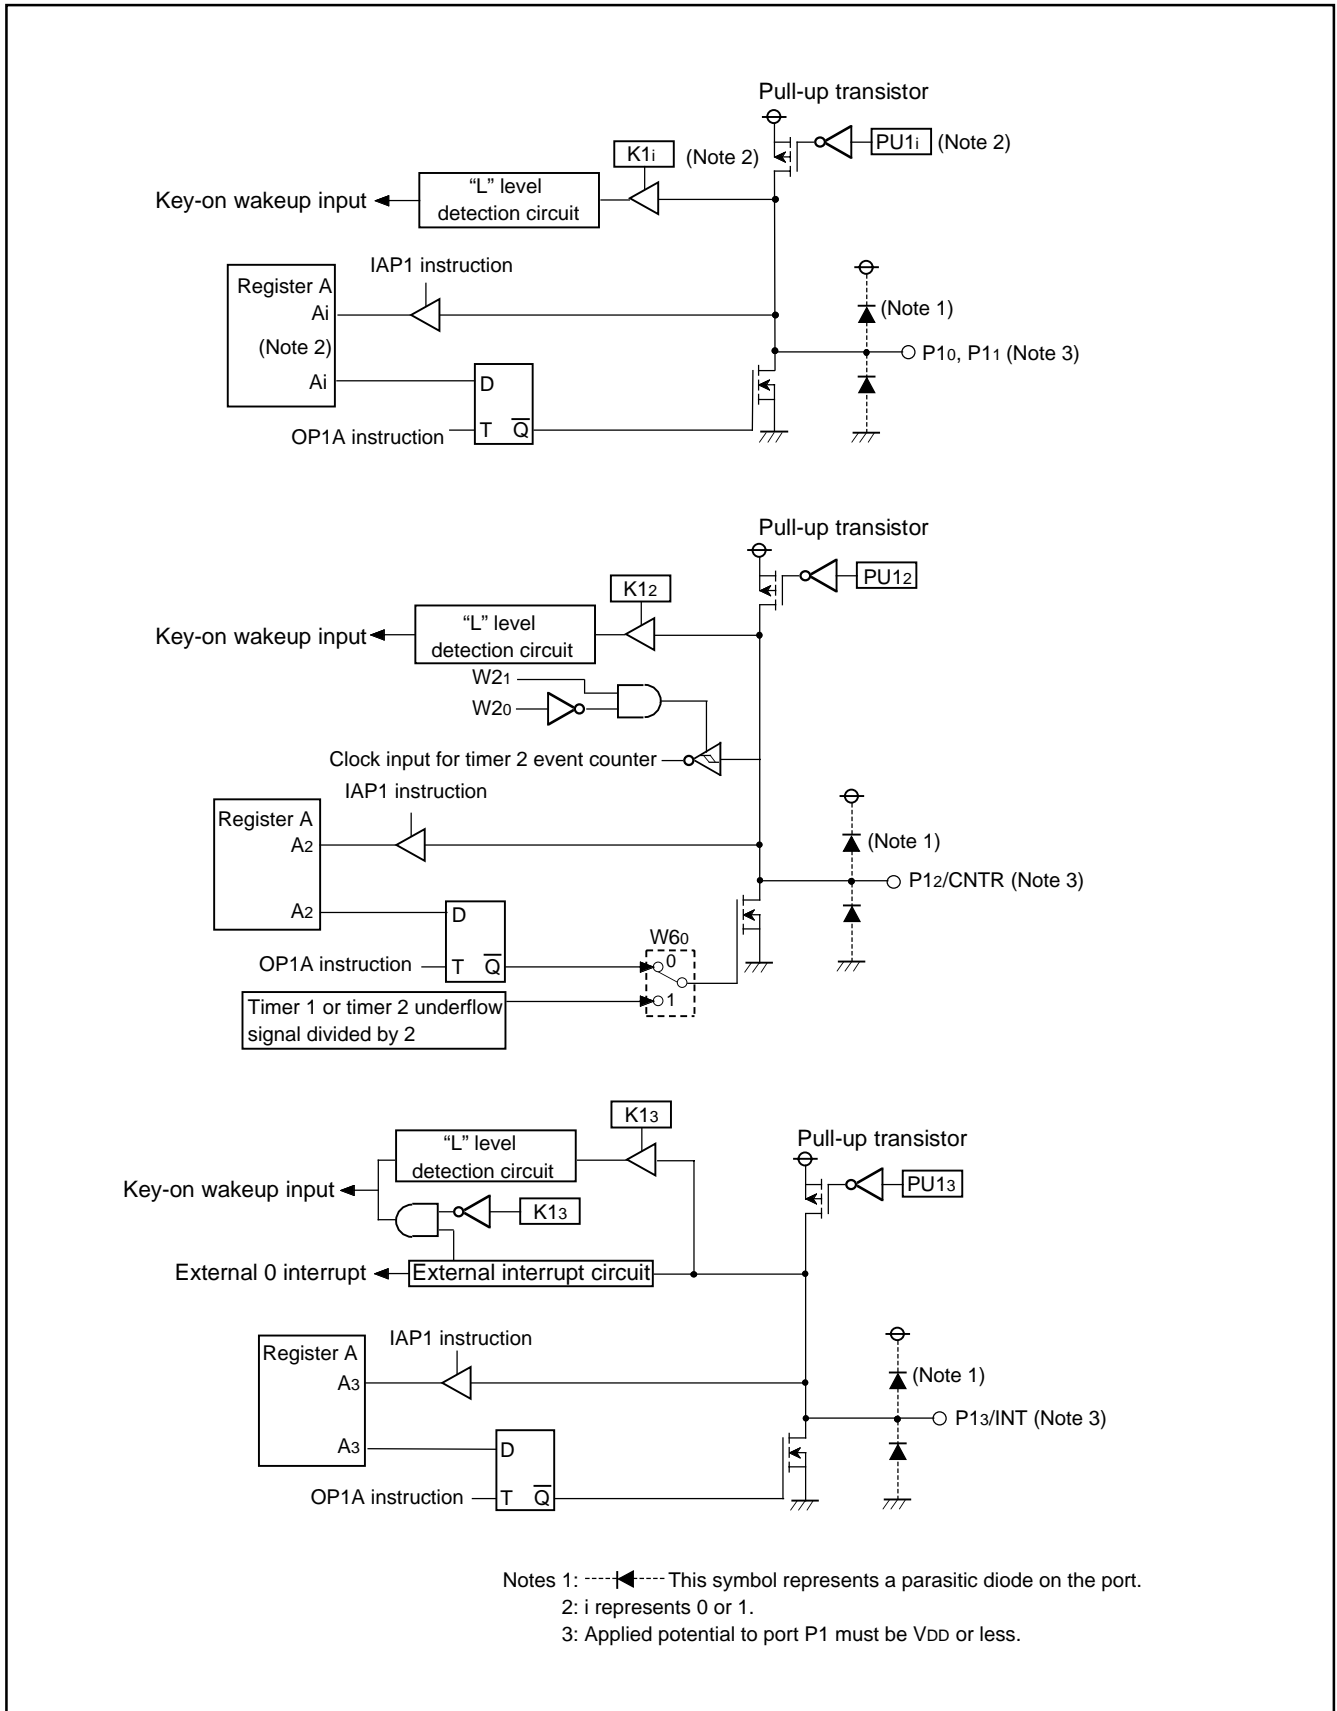 Pull-up transistor
K1i (Note 2) PU1i (Note 2)
Key-on wakeup input
“L” level
detection circuit
IAP1 instruction
Register A
Ai
(Note 2)
Ai
(Note 1)
P10, P11 (Note 3)
D
T Q
OP1A instruction
Pull-up transistor
K12 PU12
Key-on wakeup input
“L” level
detection circuit
W21
W20
Clock input for timer 2 event counter
IAP1 instruction
Register A
A2
A2
(Note 1)
P12/CNTR (Note 3)
D
T Q
OP1A instruction
W60
0
1
Timer 1 or timer 2 underflow
signal divided by 2
K13
Pull-up transistor
“L” level
detection circuit
PU13
Key-on wakeup input
K13
External 0 interrupt
External interrupt circuit
IAP1 instruction
Register A
A3
A3
(Note 1)
P13/INT (Note 3)
D
T Q
OP1A instruction
Notes 1: This symbol represents a parasitic diode on the port.
2: i represents 0 or 1.
3: Applied potential to port P1 must be VDD or less.